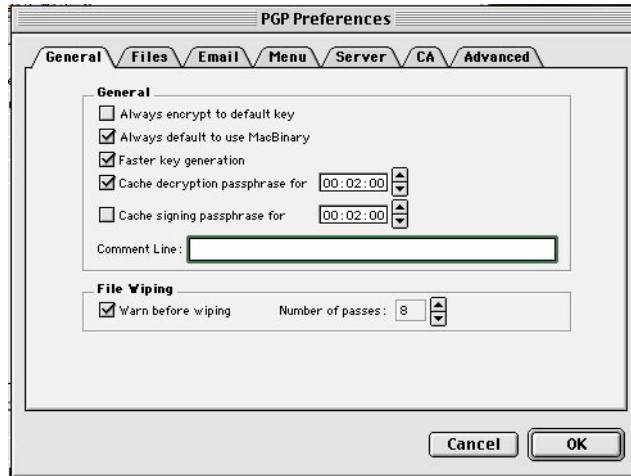 PGP Preferences
General Files Email Menu Server CA Advanced
General
Always encrypt to default key
Always default to use MacBinary
Faster key generation
Cache decryption passphrase for 00:02:00
Cache signing passphrase for 00:02:00
Comment Line:
File Wiping
Warn before wiping Number of passes: 8
Cancel OK